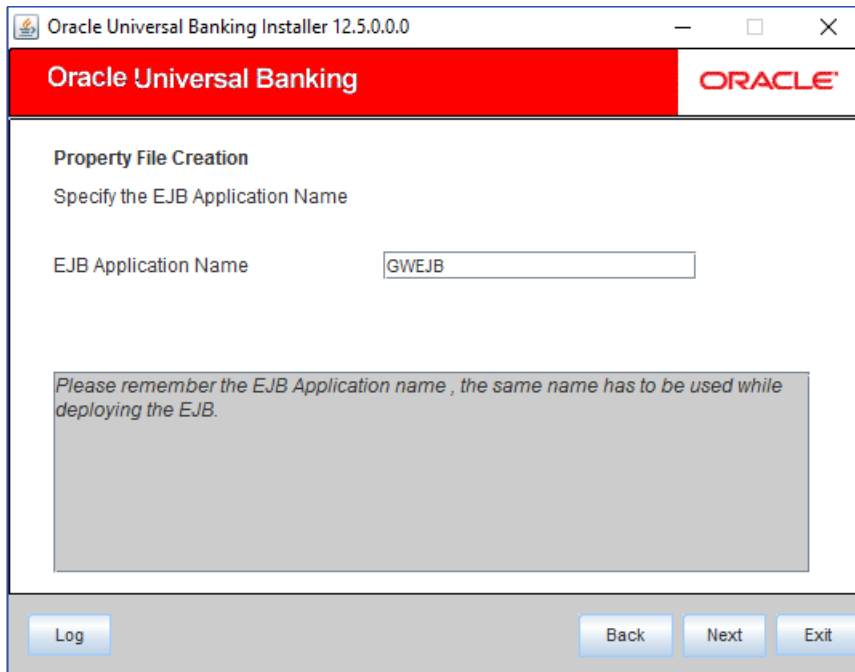 Oracle Universal Banking Installer 12.5.0.0.0
Oracle Universal Banking
ORACLE®
Property File Creation
Specify the EJB Application Name
EJB Application Name
GWEJB
Please remember the EJB Application name , the same name has to be used while
deploying the EJB.
Log
Back
Next
Exit